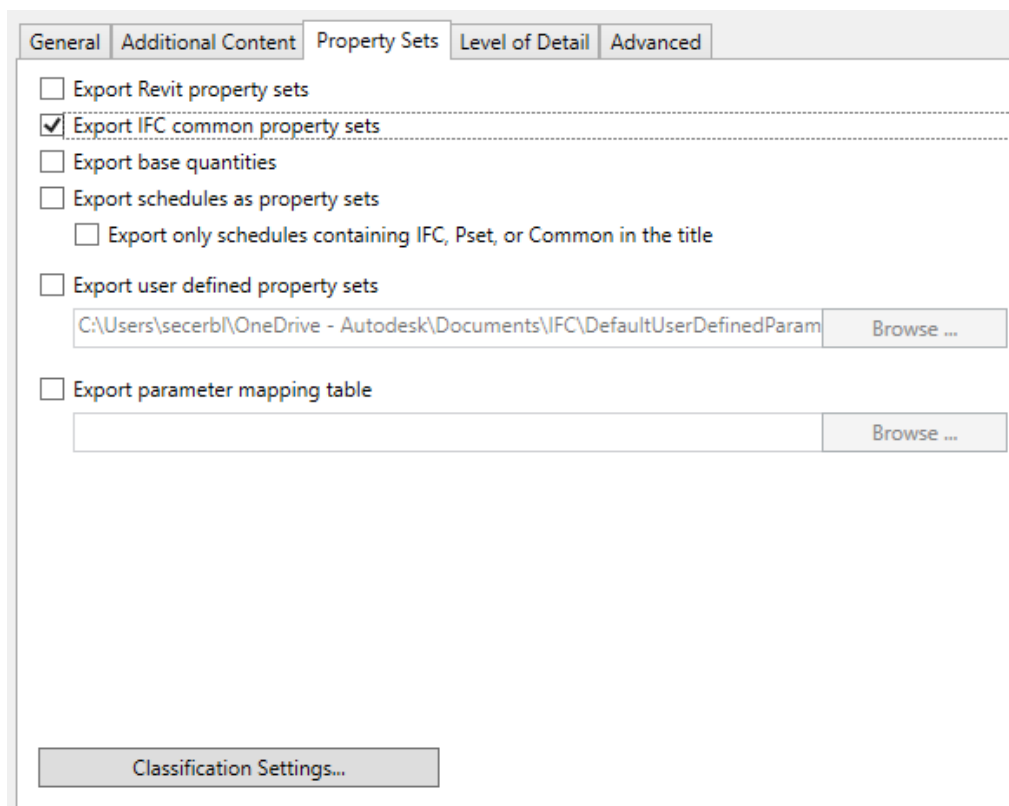 General Additional Content Property Sets Level of Detail Advanced
Export Revit property sets
Export IFC common property sets
Export base quantities
Export schedules as property sets
Export only schedules containing IFC, Pset, or Common in the title
Export user defined property sets
C:\Users\secerbl\OneDrive - Autodesk\Documents\IFC\DefaultUserDefinedParam Browse ...
Export parameter mapping table
Browse ...
Classification Settings...